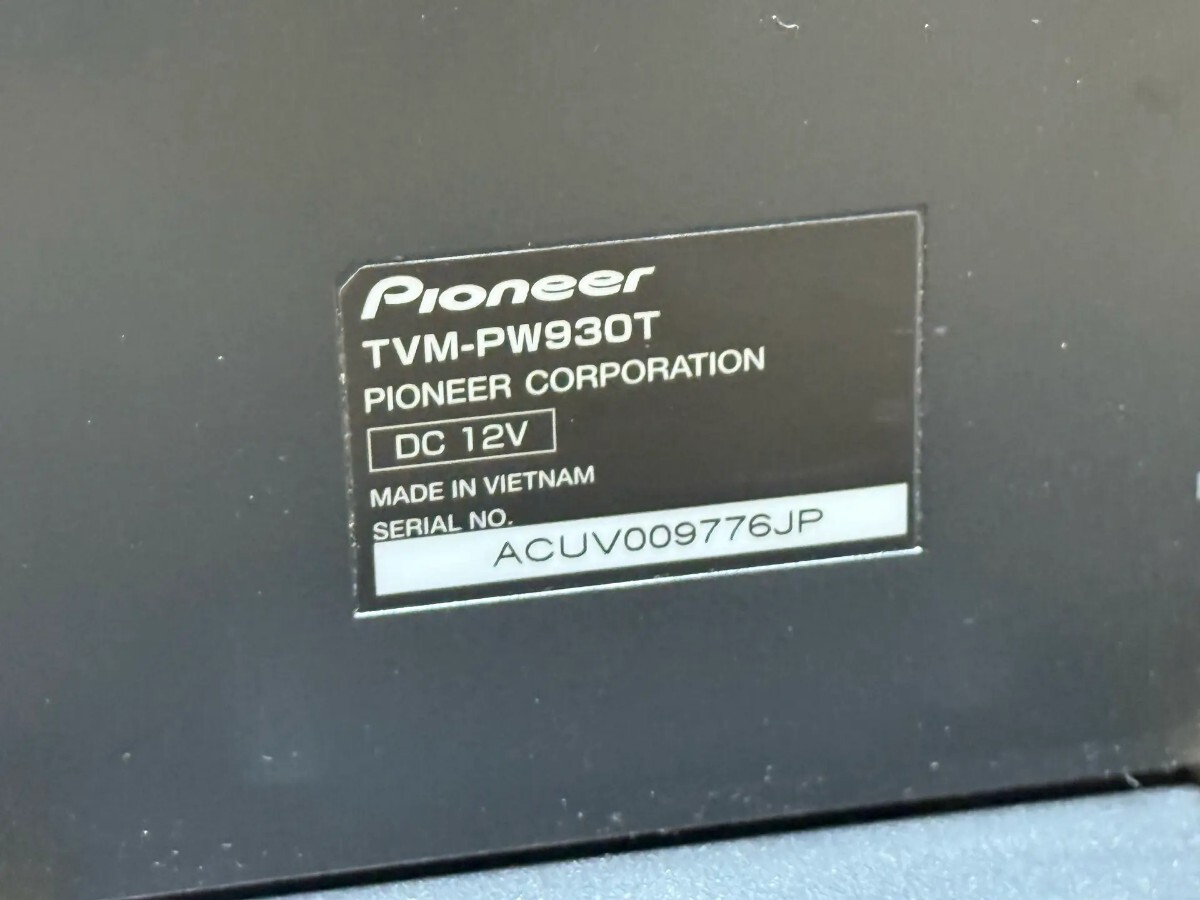 Pioneer
TVM-PW930T
PIONEER CORPORATION
DC 12V
MADE IN VIETNAM
SERIAL NO.
ACUV009776JP